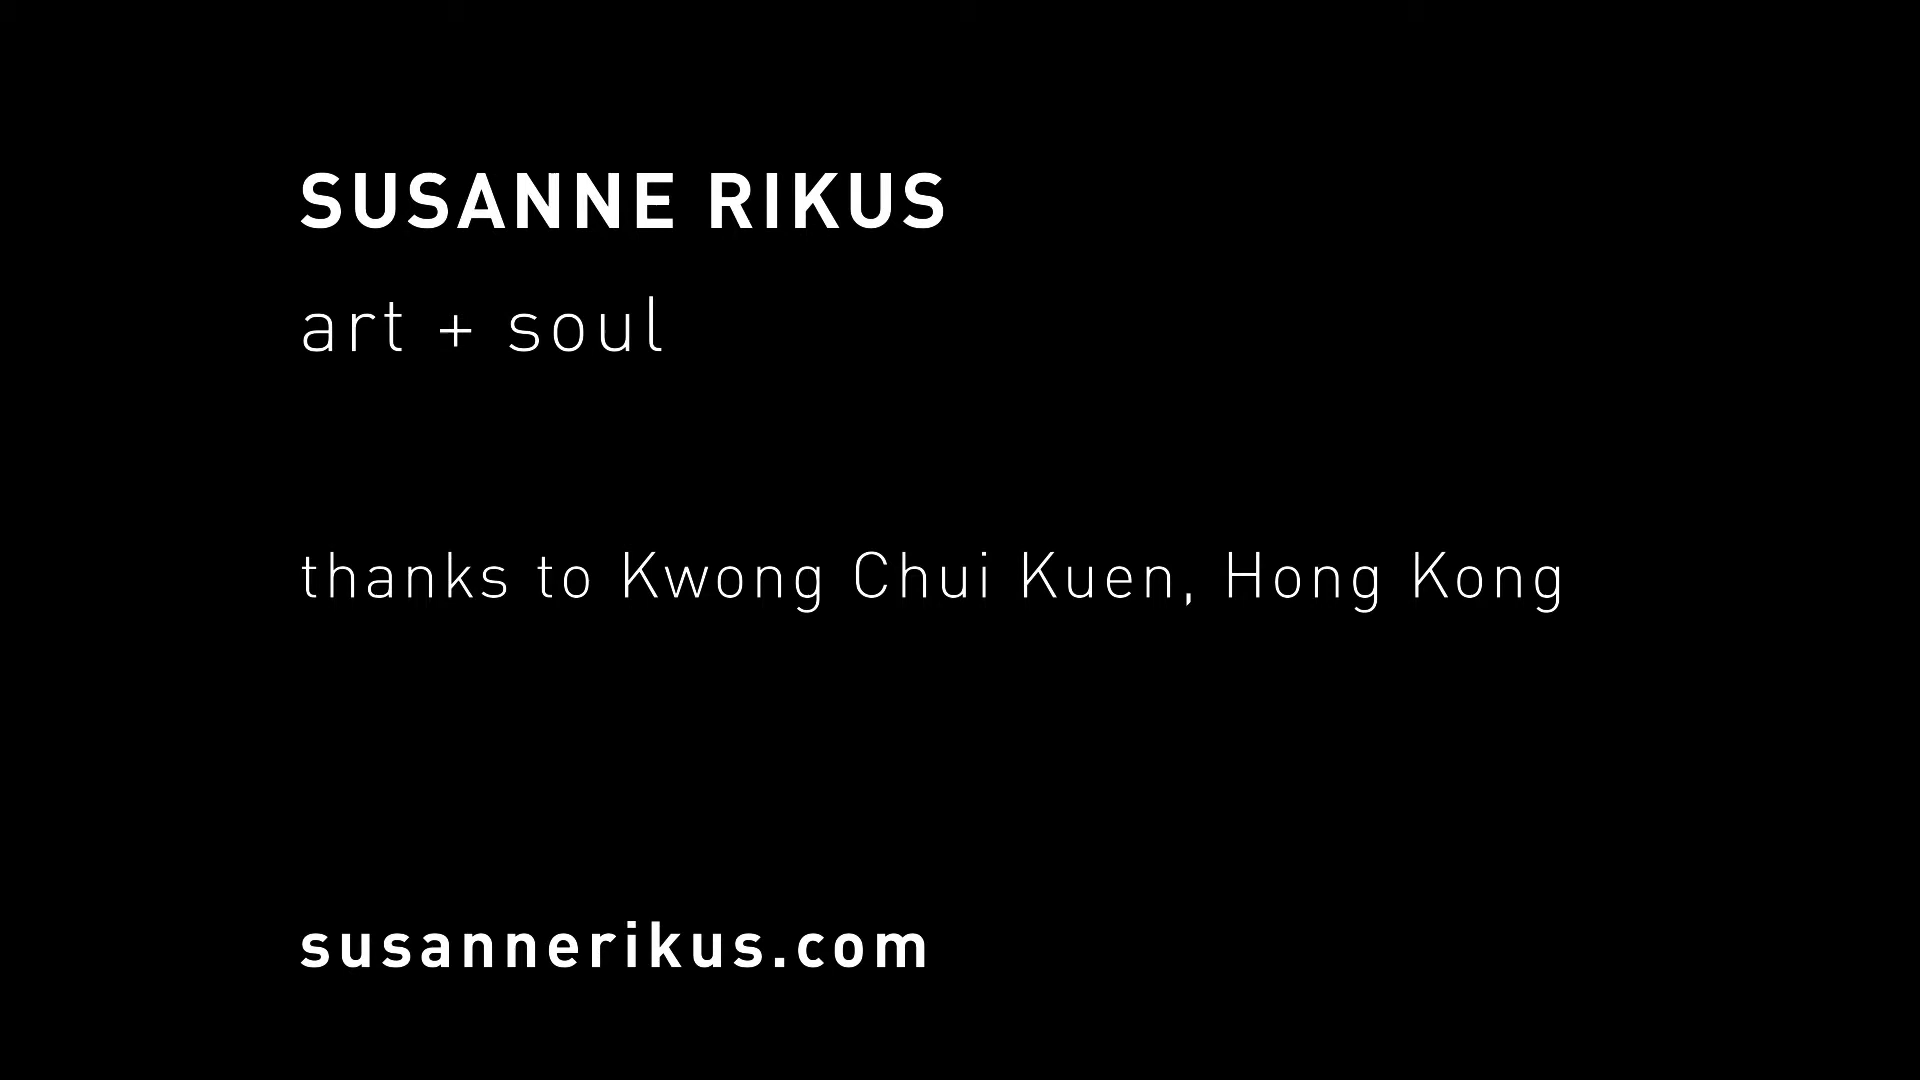 SUSANNE RIKUS
art + soul
thanks to Kwong Chui Kuen, Hong Kong
susannerikus.com